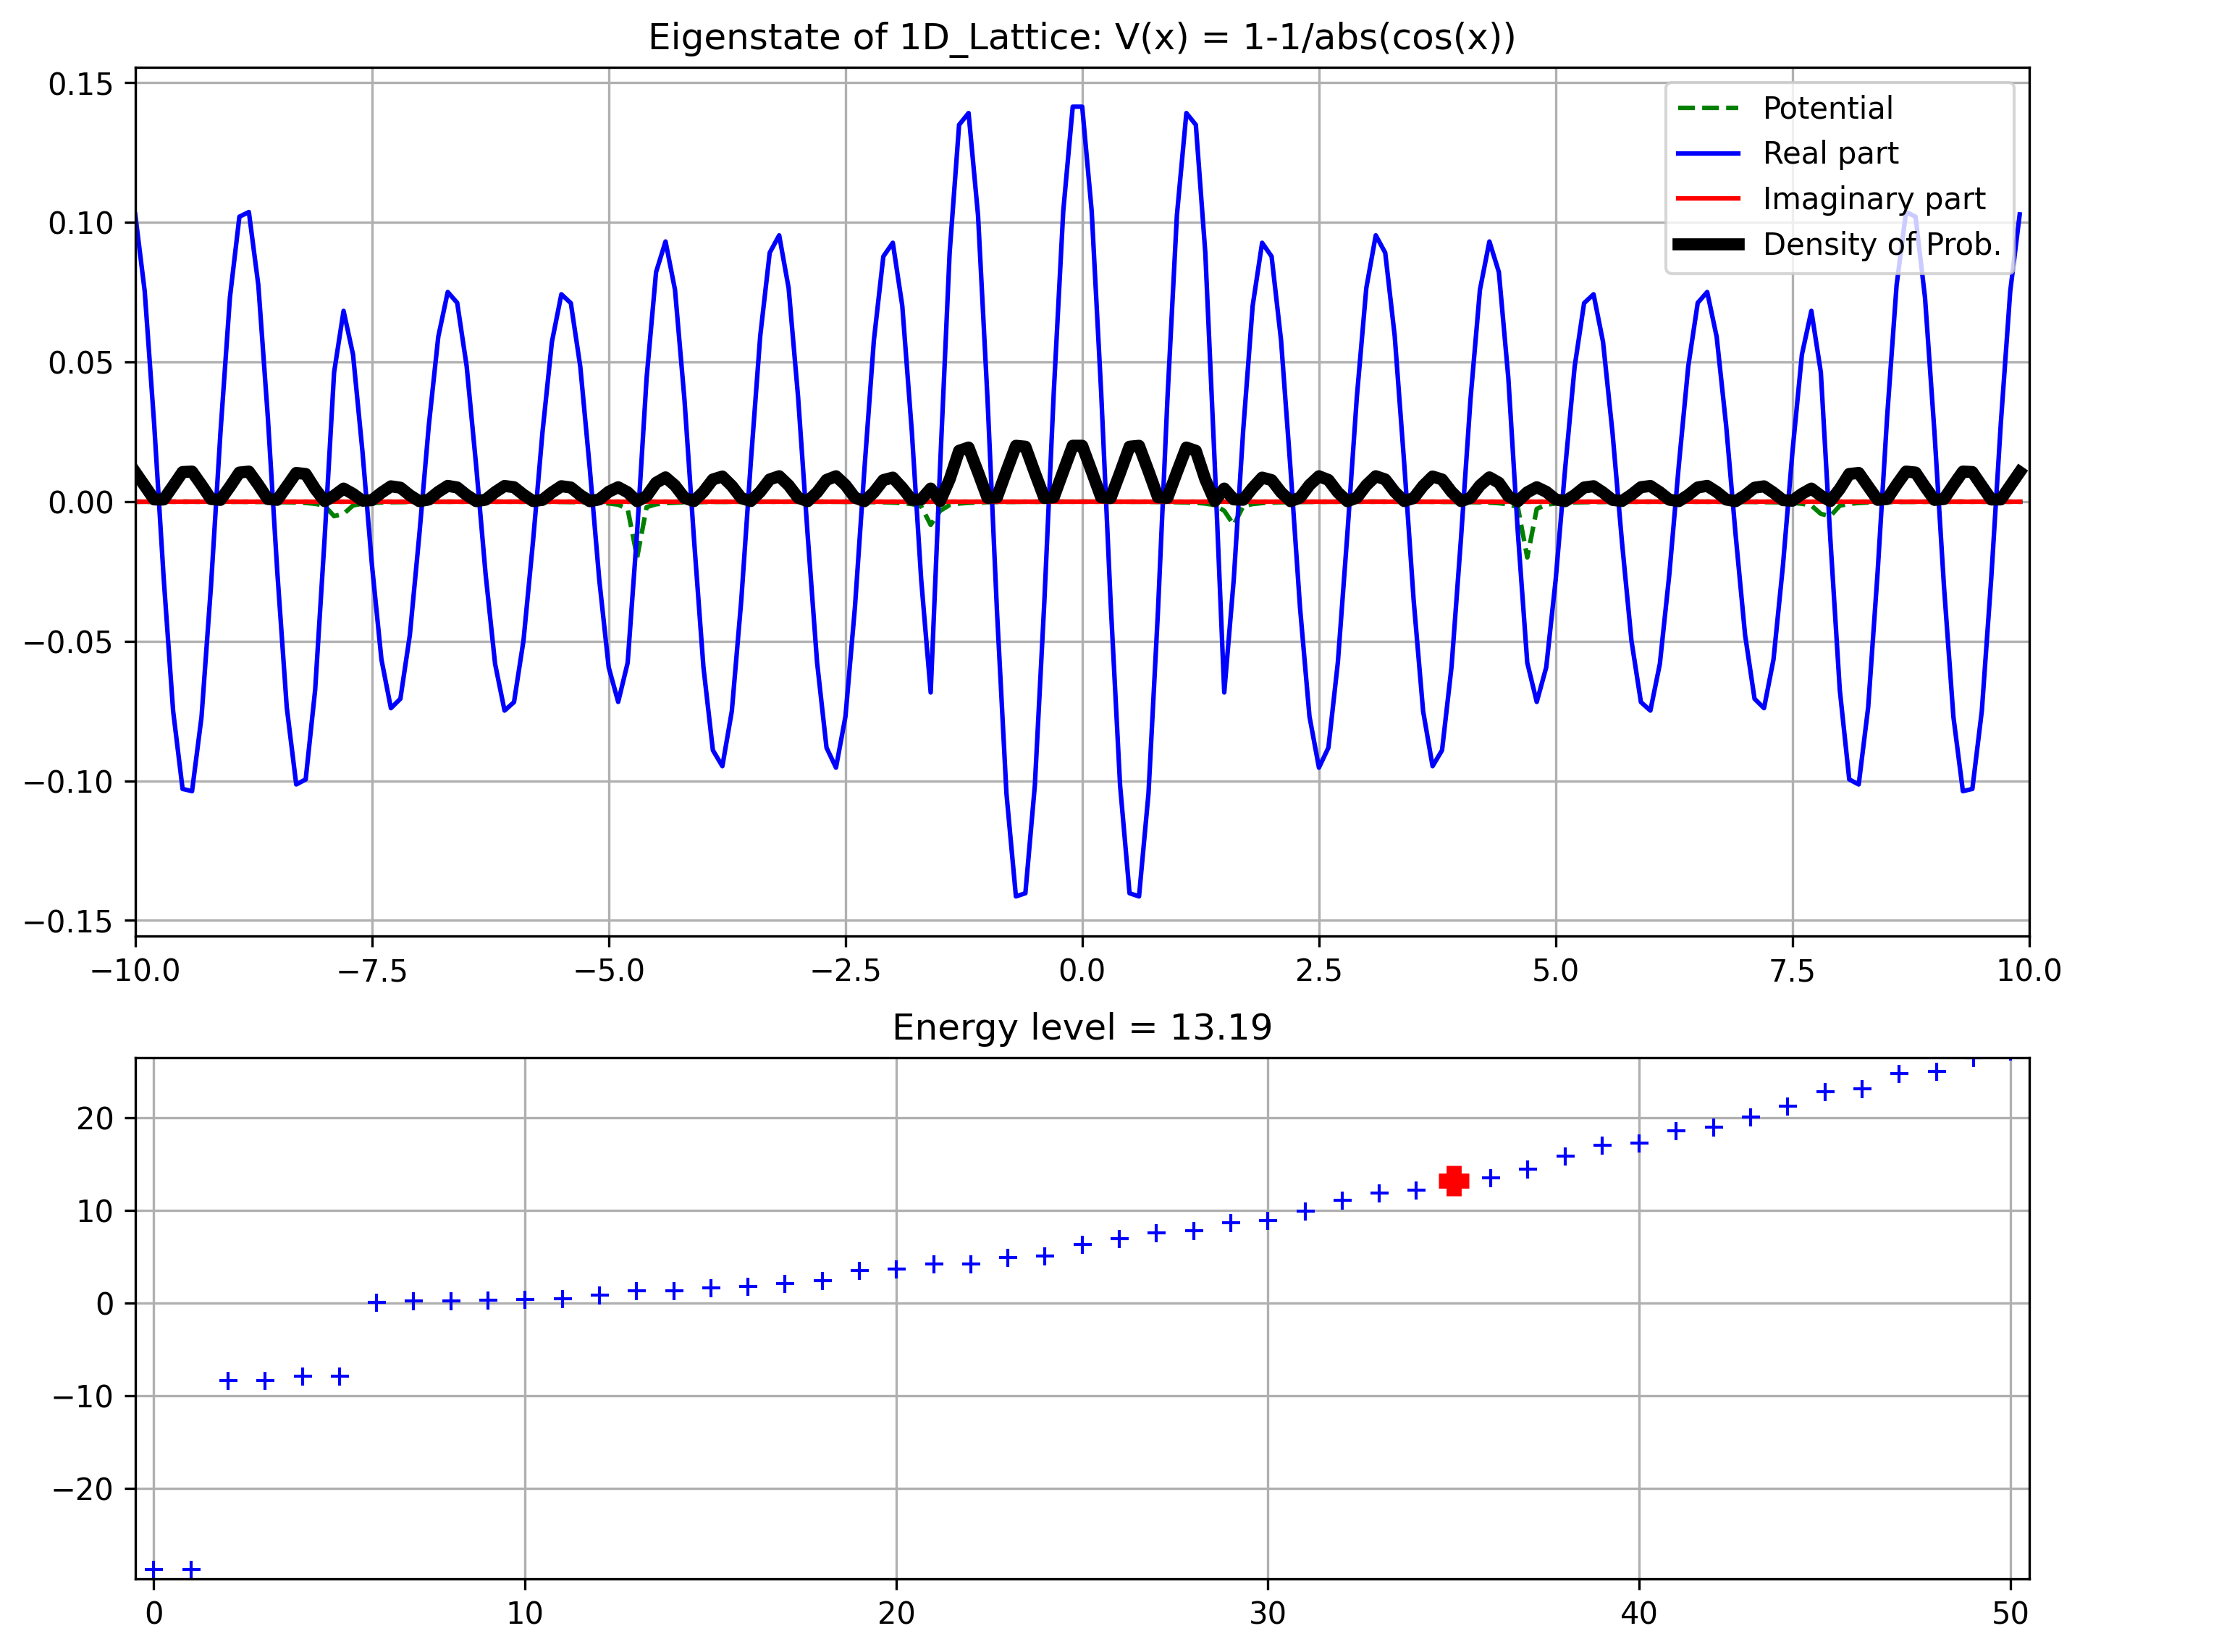 Eigenstate of 1D_Lattice: V(x) = 1-1/abs(cos(x))
0.15
0.10
0.05
0.00
−0.05
−0.10
−0.15
Potential
Real part
Imaginary part
Density of Prob.
−10.0 −7.5 −5.0 −2.5 0.0 2.5 5.0 7.5 10.0
Energy level = 13.19
20
10
0
−10
−20
0 10 20 30 40 50